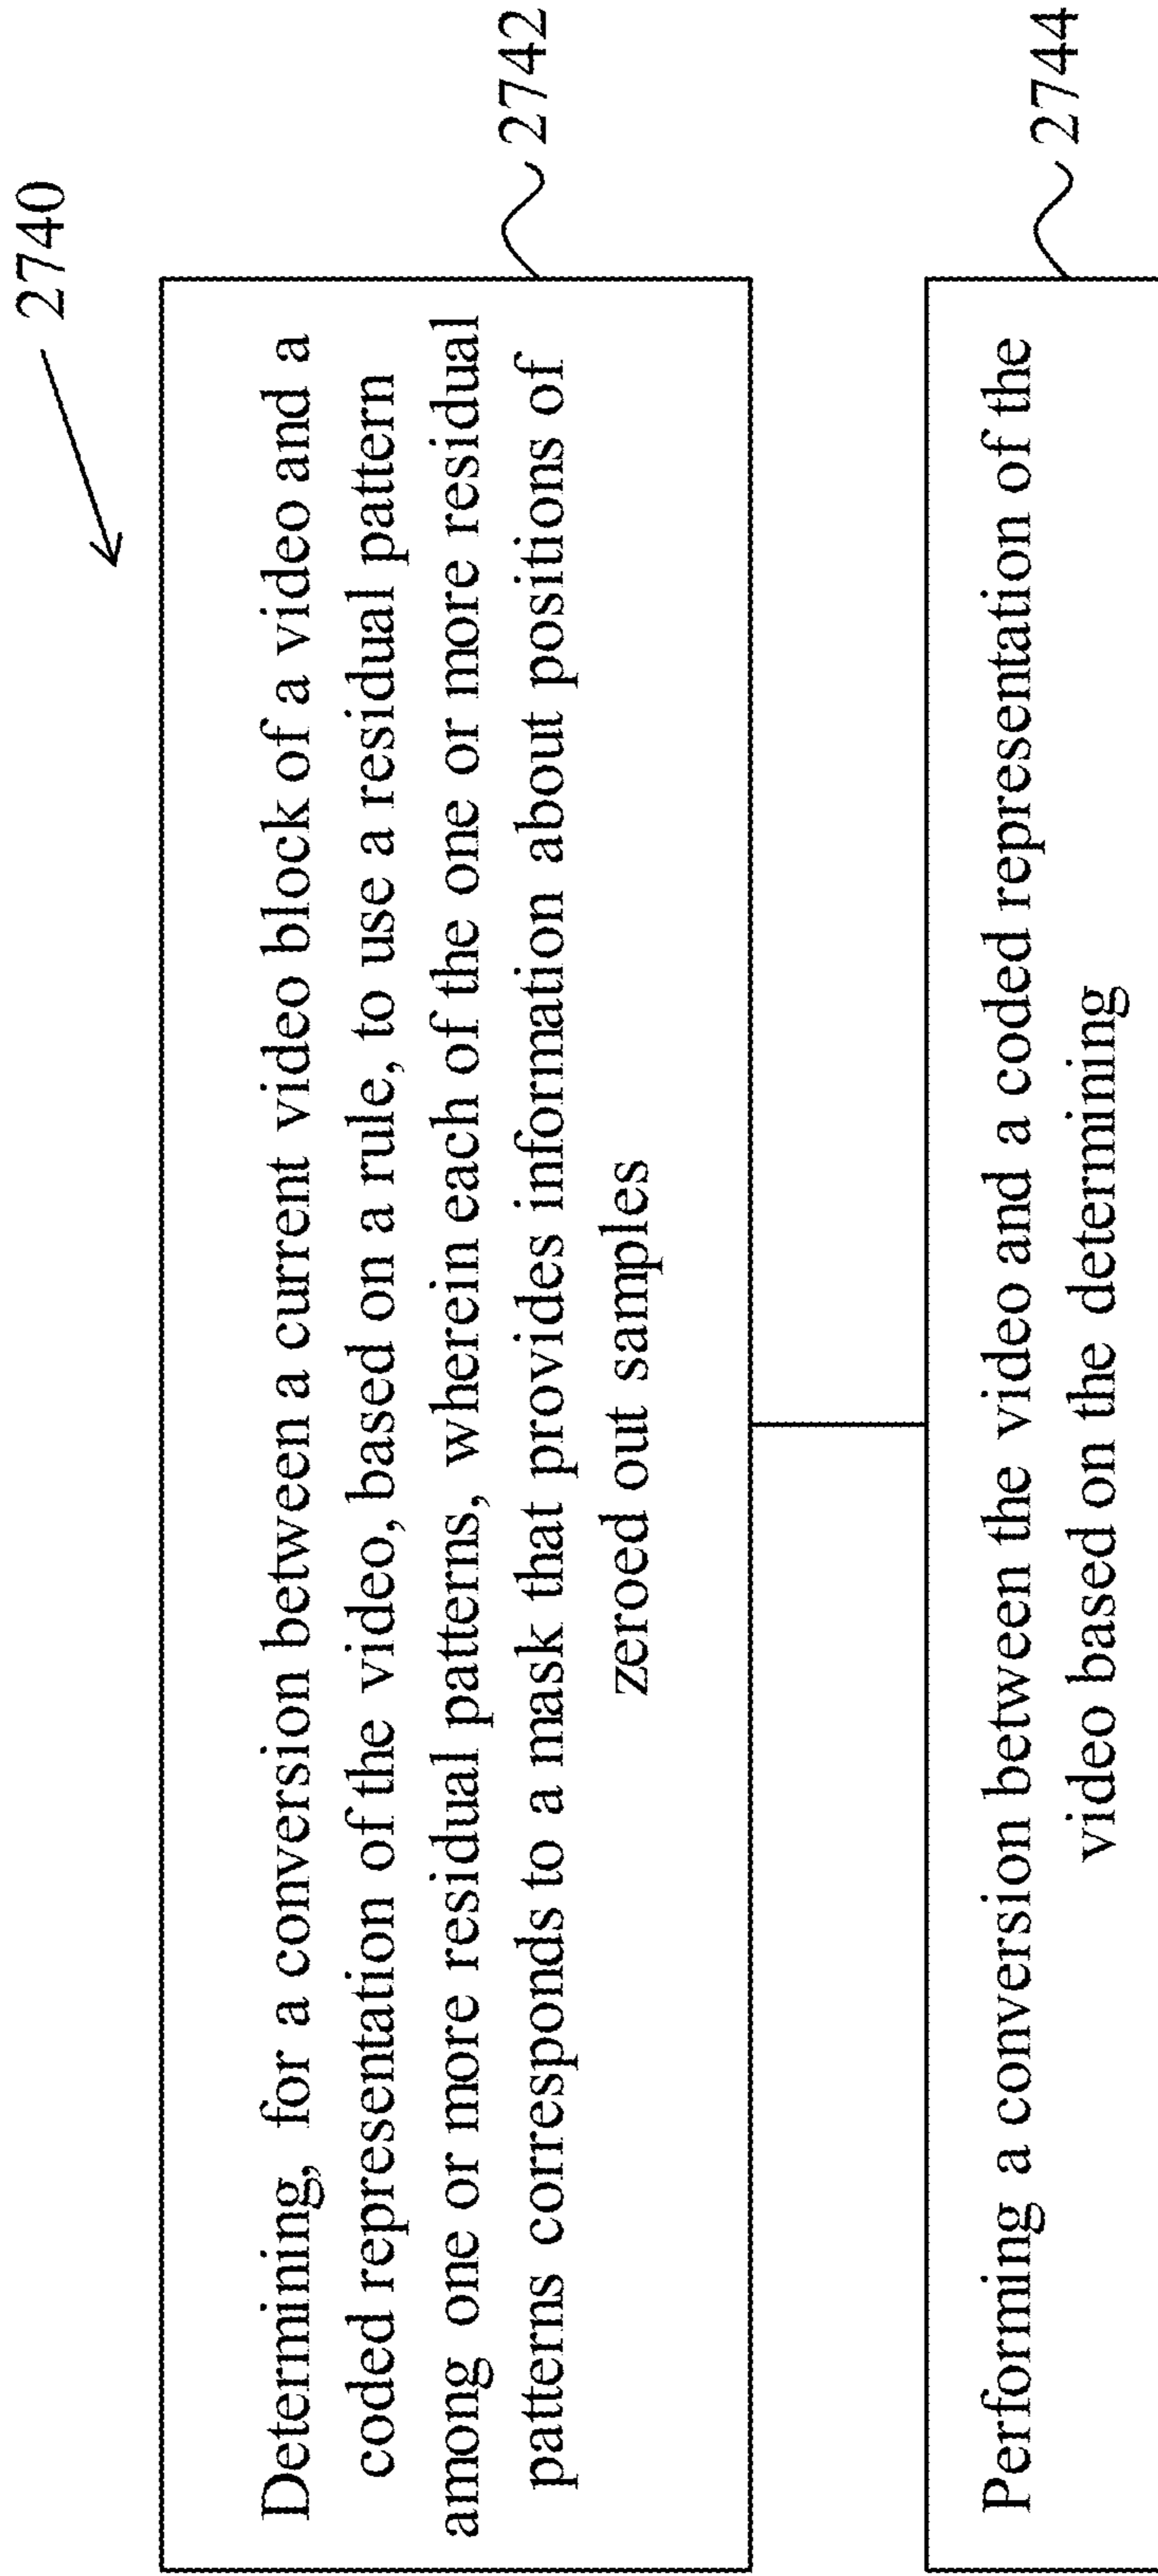 2740
Determining, for a conversion between a current video block of a video and a
coded representation of the video, based on a rule, to use a residual pattern
among one or more residual patterns, wherein each of the one or more residual
patterns corresponds to a mask that provides information about positions of
zeroed out samples
2742
Performing a conversion between the video and a coded representation of the
video based on the determining
2744